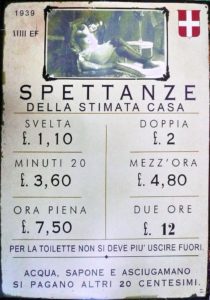 1939
IIIII EF
SPETTANZE
DELLA STIMATA CASA
SVELTA DOPPIA
£. 1,10 £. 2
MINUTI 20 MEZZ'ORA
£. 3,60 £. 4,80
ORA PIENA DUE ORE
£. 7,50 £. 12
PER LA TOILETTE NON SI DEVE PIU' USCIRE FUORI.
ACQUA, SAPONE E ASCIUGAMANO
SI PAGANO ALTRI 20 CENTESIMI.